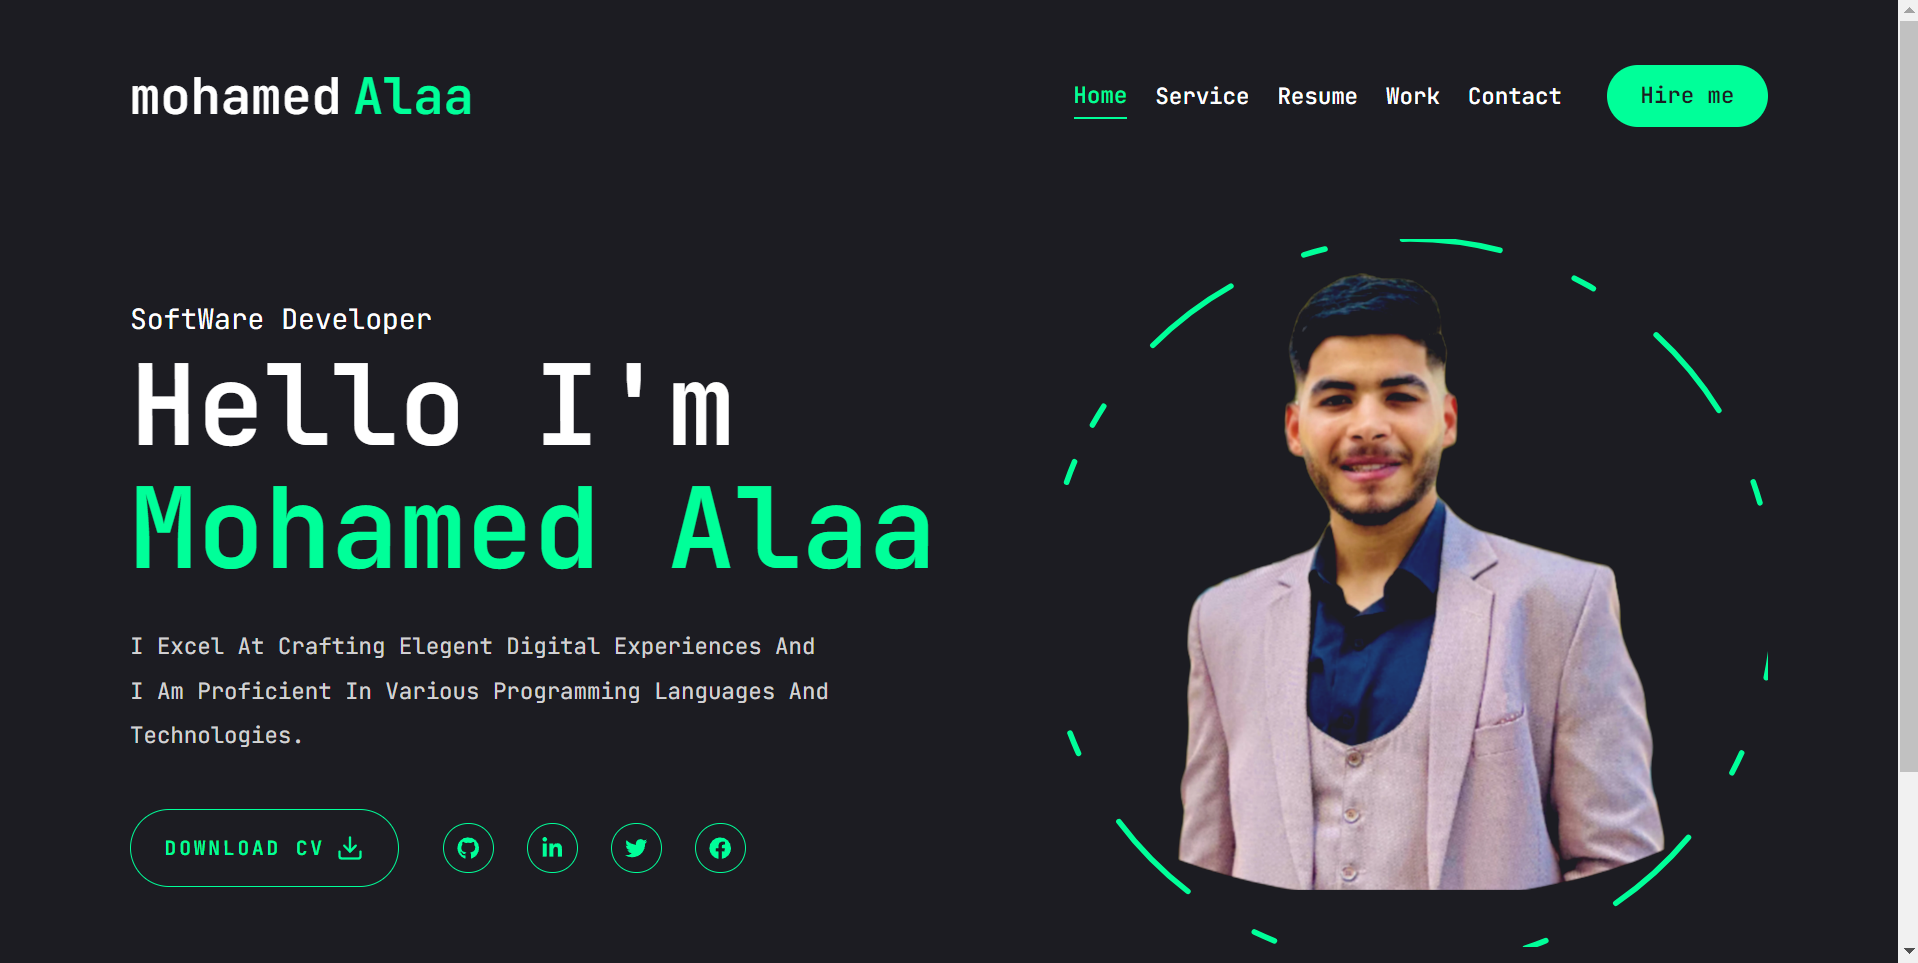 mohamed Alaa
Home Service Resume Work Contact Hire me
SoftWare Developer
Hello I'm
Mohamed Alaa
I Excel At Crafting Elegent Digital Experiences And
I Am Proficient In Various Programming Languages And
Technologies.
DOWNLOAD CV